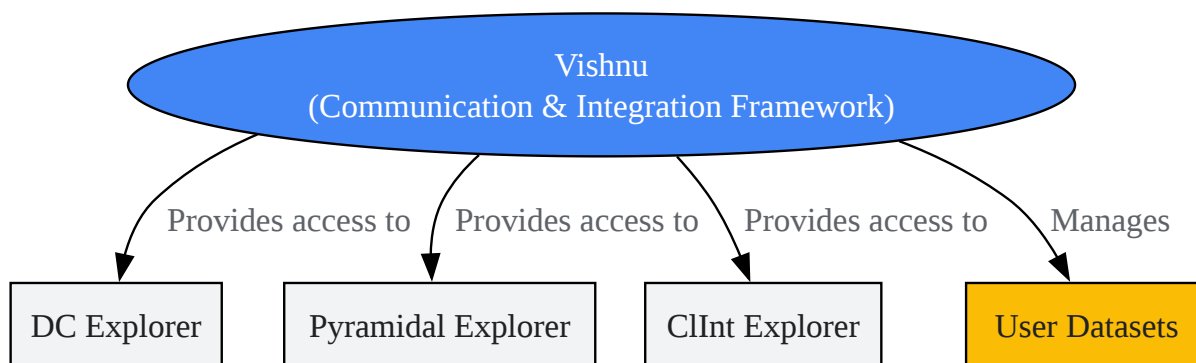 Vishnu
(Communication & Integration Framework)
Provides access to
Provides access to
Provides access to
Manages
DC Explorer
Pyramidal Explorer
ClInt Explorer
User Datasets